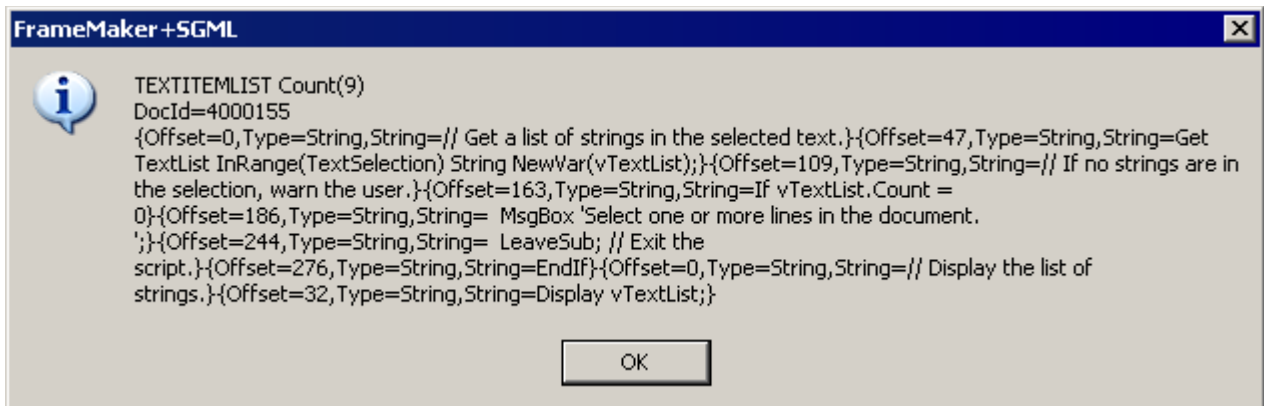 FrameMaker+SGML
TEXTITEMLIST Count(9)
DocId=4000155
{Offset=0,Type=String,String=// Get a list of strings in the selected text.}{Offset=47,Type=String,String=Get
TextList InRange(TextSelection) String NewVar(vTextList);}{Offset=109,Type=String,String=// If no strings are in
the selection, warn the user.}{Offset=163,Type=String,String=If vTextList.Count =
0}{Offset=186,Type=String,String=  MsgBox 'Select one or more lines in the document.
';}{Offset=244,Type=String,String=  LeaveSub; // Exit the
script.}{Offset=276,Type=String,String=EndIf}{Offset=0,Type=String,String=// Display the list of
strings.}{Offset=32,Type=String,String=Display vTextList;}
OK